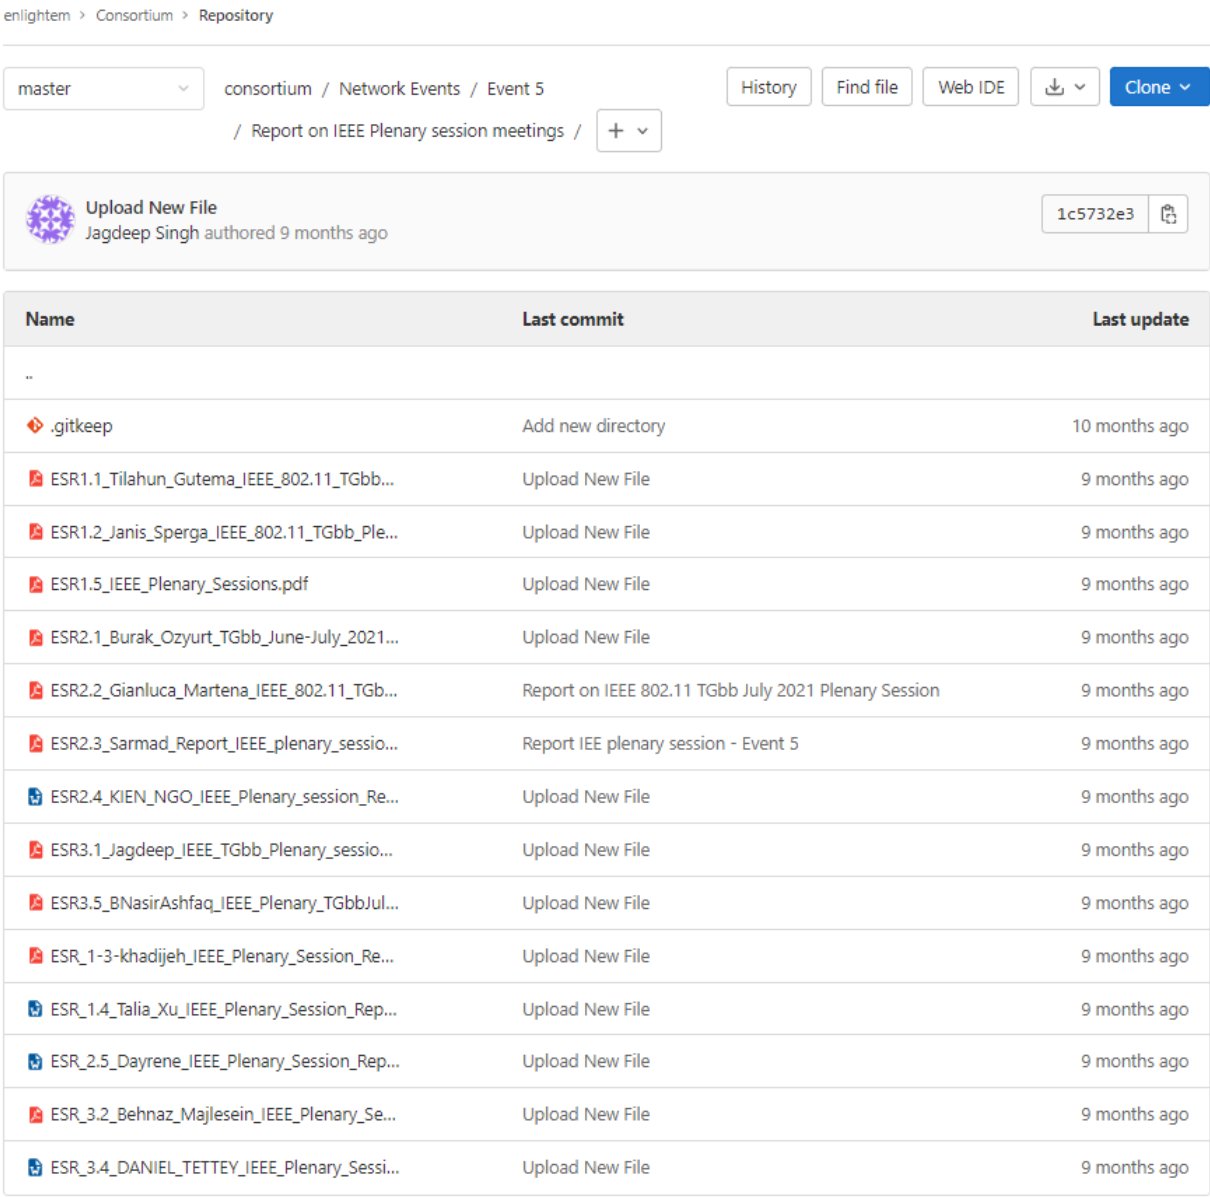 enlightem > Consortium > Repository
master
consortium / Network Events / Event 5
/ Report on IEEE Plenary session meetings /
History
Find file
Web IDE
Clone
Upload New File
Jagdeep Singh authored 9 months ago
1c5732e3
Name Last commit Last update
..
.gitkeep Add new directory 10 months ago
ESR1.1_Tilahun_Gutema_IEEE_802.11_TGbb... Upload New File 9 months ago
ESR1.2_Janis_Sperga_IEEE_802.11_TGbb_Ple... Upload New File 9 months ago
ESR1.5_IEEE_Plenary_Sessions.pdf Upload New File 9 months ago
ESR2.1_Burak_Ozyurt_TGbb_June-July_2021... Upload New File 9 months ago
ESR2.2_Gianluca_Martena_IEEE_802.11_TGb... Report on IEEE 802.11 TGbb July 2021 Plenary Session 9 months ago
ESR2.3_Sarmad_Report_IEEE_plenary_sessio... Report IEE plenary session - Event 5 9 months ago
ESR2.4_KIEN_NGO_IEEE_Plenary_session_Re... Upload New File 9 months ago
ESR3.1_Jagdeep_IEEE_TGbb_Plenary_sessio... Upload New File 9 months ago
ESR3.5_BNasirAshfaq_IEEE_Plenary_TGbbJul... Upload New File 9 months ago
ESR_1-3-khadijeh_IEEE_Plenary_Session_Re... Upload New File 9 months ago
ESR_1.4_Talia_Xu_IEEE_Plenary_Session_Rep... Upload New File 9 months ago
ESR_2.5_Dayrene_IEEE_Plenary_Session_Rep... Upload New File 9 months ago
ESR_3.2_Behnaz_Majlesein_IEEE_Plenary_Se... Upload New File 9 months ago
ESR_3.4_DANIEL_TETTEY_IEEE_Plenary_Sessi... Upload New File 9 months ago